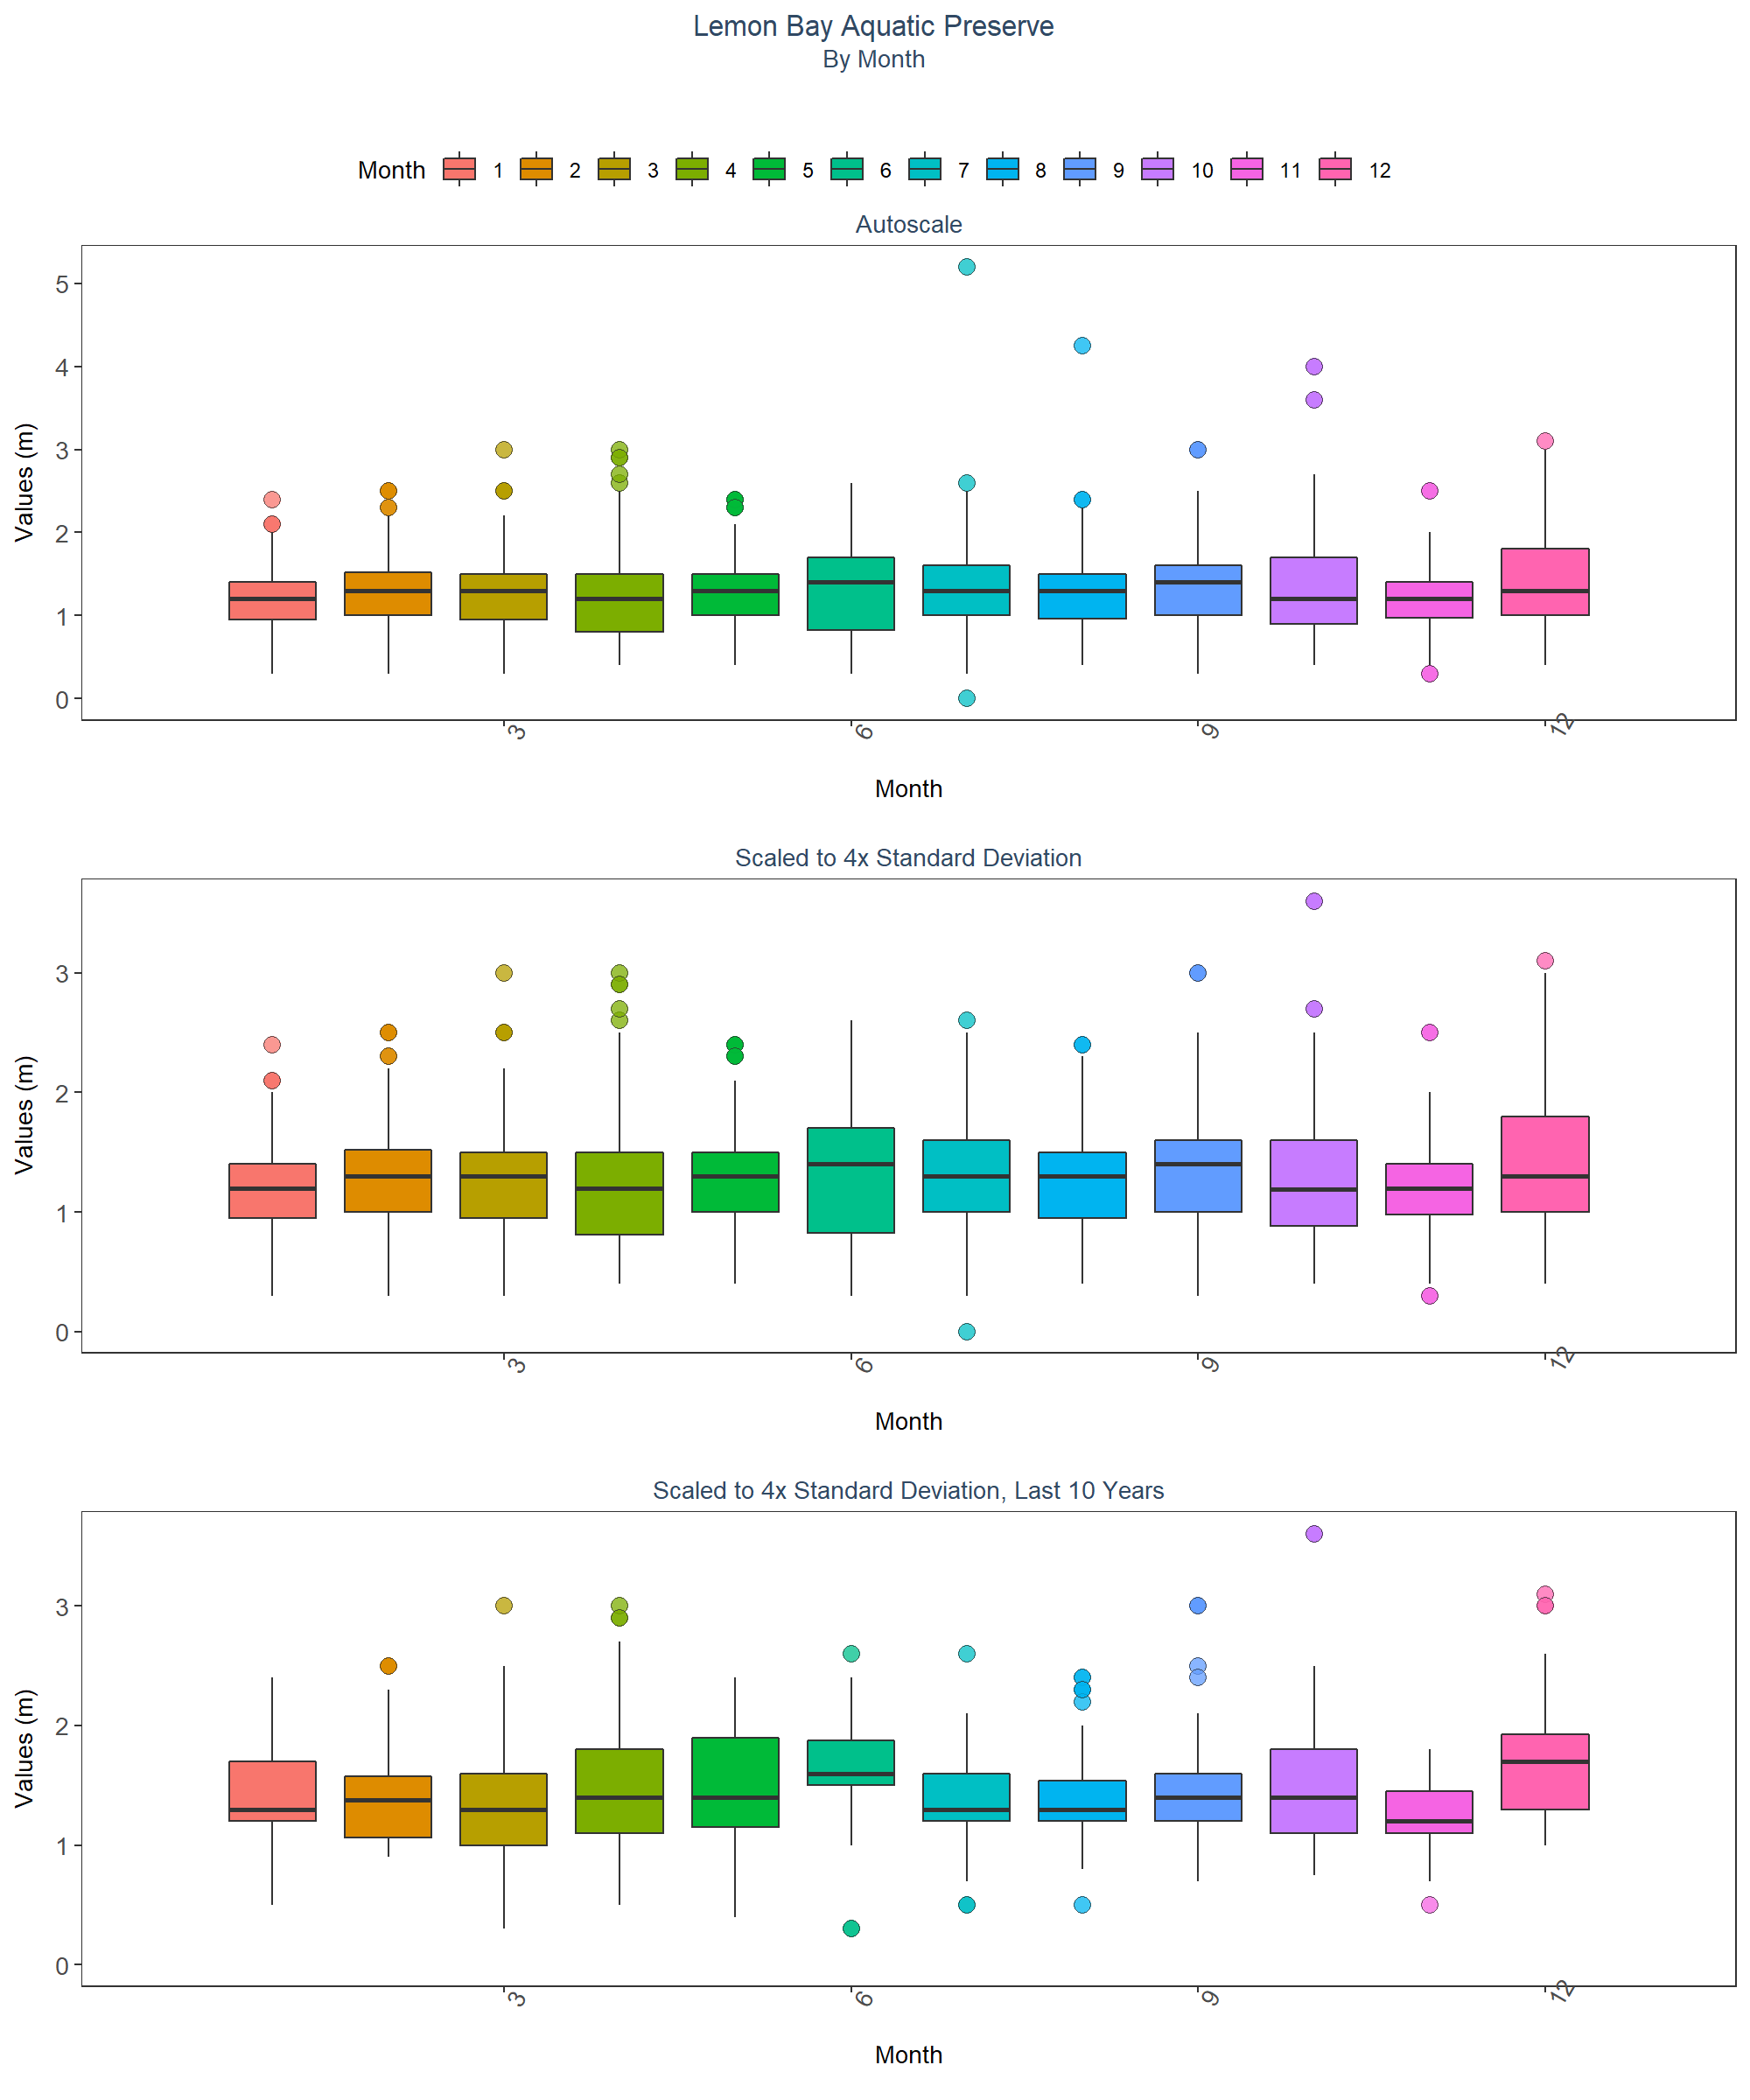 Lemon Bay Aquatic Preserve
By Month
Month 1 2 3 4 5 6 7 8 9 10 11 12
Autoscale
Values (m)
5
4
3
2
1
0
3 6 9 12
Month
Scaled to 4x Standard Deviation
Values (m)
3
2
1
0
3 6 9 12
Month
Scaled to 4x Standard Deviation, Last 10 Years
Values (m)
3
2
1
0
3 6 9 12
Month